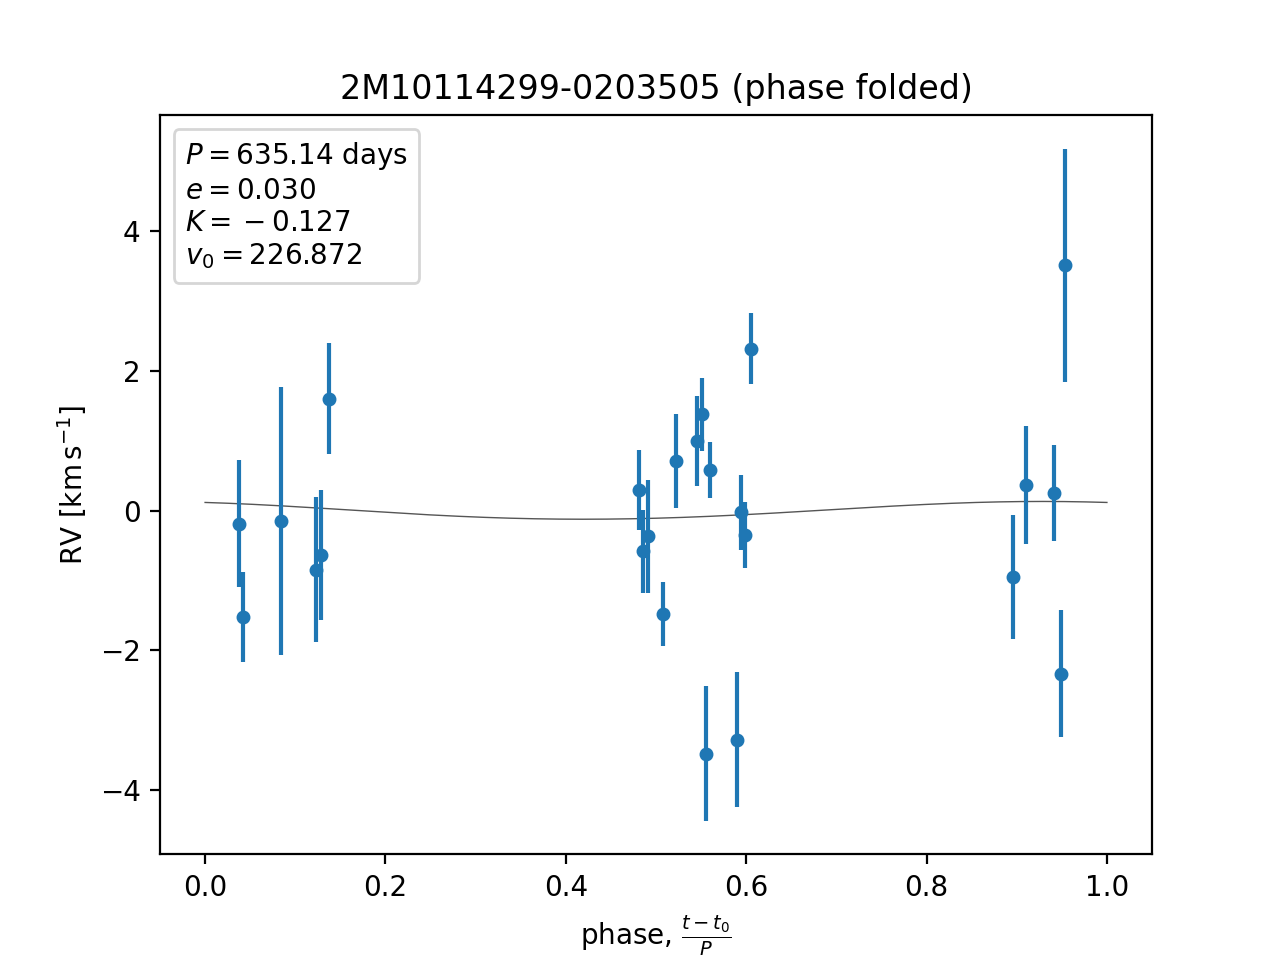 2M10114299-0203505 (phase folded)
P = 635.14 days
e = 0.030
K = −0.127
v₀ = 226.872
4
2
0
−2
−4
RV [km s⁻¹]
0.0 0.2 0.4 0.6 0.8 1.0
phase, (t − t₀)/P